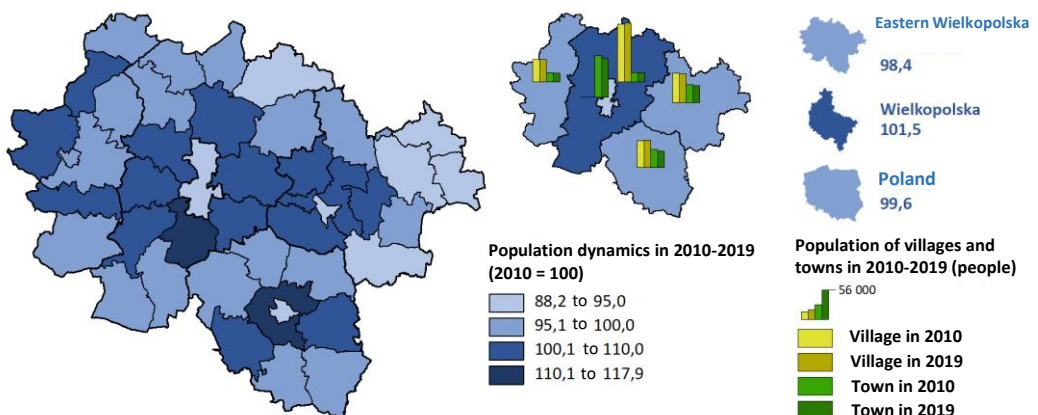 Eastern Wielkopolska
98,4
Wielkopolska
101,5
Poland
99,6
Population dynamics in 2010-2019
(2010 = 100)
88,2 to 95,0
95,1 to 100,0
100,1 to 110,0
110,1 to 117,9
Population of villages and
towns in 2010-2019 (people)
56 000
Village in 2010
Village in 2019
Town in 2010
Town in 2019